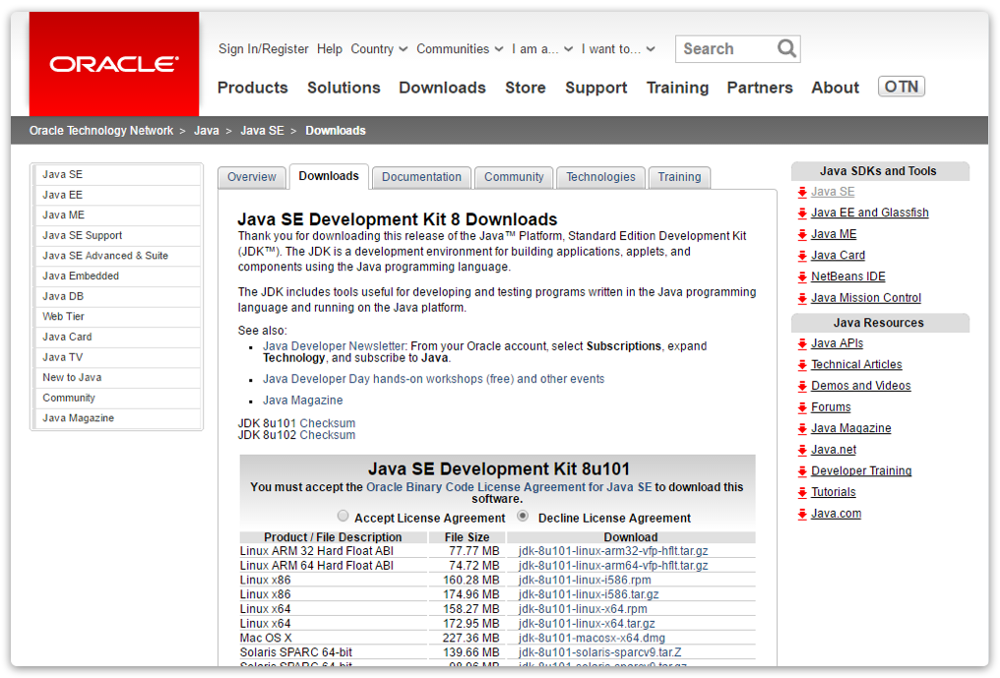 ORACLE
Sign In/Register Help Country Communities I am a... I want to... Search
Products Solutions Downloads Store Support Training Partners About OTN
Oracle Technology Network > Java > Java SE > Downloads
Java SE
Java EE
Java ME
Java SE Support
Java SE Advanced & Suite
Java Embedded
Java DB
Web Tier
Java Card
Java TV
New to Java
Community
Java Magazine
Overview Downloads Documentation Community Technologies Training
Java SE Development Kit 8 Downloads
Thank you for downloading this release of the Java™ Platform, Standard Edition Development Kit
(JDK™). The JDK is a development environment for building applications, applets, and
components using the Java programming language.
The JDK includes tools useful for developing and testing programs written in the Java programming
language and running on the Java platform.
See also:
Java Developer Newsletter: From your Oracle account, select Subscriptions, expand
Technology, and subscribe to Java.
Java Developer Day hands-on workshops (free) and other events
Java Magazine
JDK 8u101 Checksum
JDK 8u102 Checksum
Java SE Development Kit 8u101
You must accept the Oracle Binary Code License Agreement for Java SE to download this
software.
Accept License Agreement Decline License Agreement
Product / File Description File Size Download
Linux ARM 32 Hard Float ABI 77.77 MB jdk-8u101-linux-arm32-vfp-hflt.tar.gz
Linux ARM 64 Hard Float ABI 74.72 MB jdk-8u101-linux-arm64-vfp-hflt.tar.gz
Linux x86 160.28 MB jdk-8u101-linux-i586.rpm
Linux x86 174.96 MB jdk-8u101-linux-i586.tar.gz
Linux x64 158.27 MB jdk-8u101-linux-x64.rpm
Linux x64 172.95 MB jdk-8u101-linux-x64.tar.gz
Mac OS X 227.36 MB jdk-8u101-macosx-x64.dmg
Solaris SPARC 64-bit 139.66 MB jdk-8u101-solaris-sparcv9.tar.Z
Solaris SPARC 64-bit 98.96 MB jdk-8u101-solaris-sparcv9.tar.gz
Java SDKs and Tools
Java SE
Java EE and Glassfish
Java ME
Java Card
NetBeans IDE
Java Mission Control
Java Resources
Java APIs
Technical Articles
Demos and Videos
Forums
Java Magazine
Java.net
Developer Training
Tutorials
Java.com